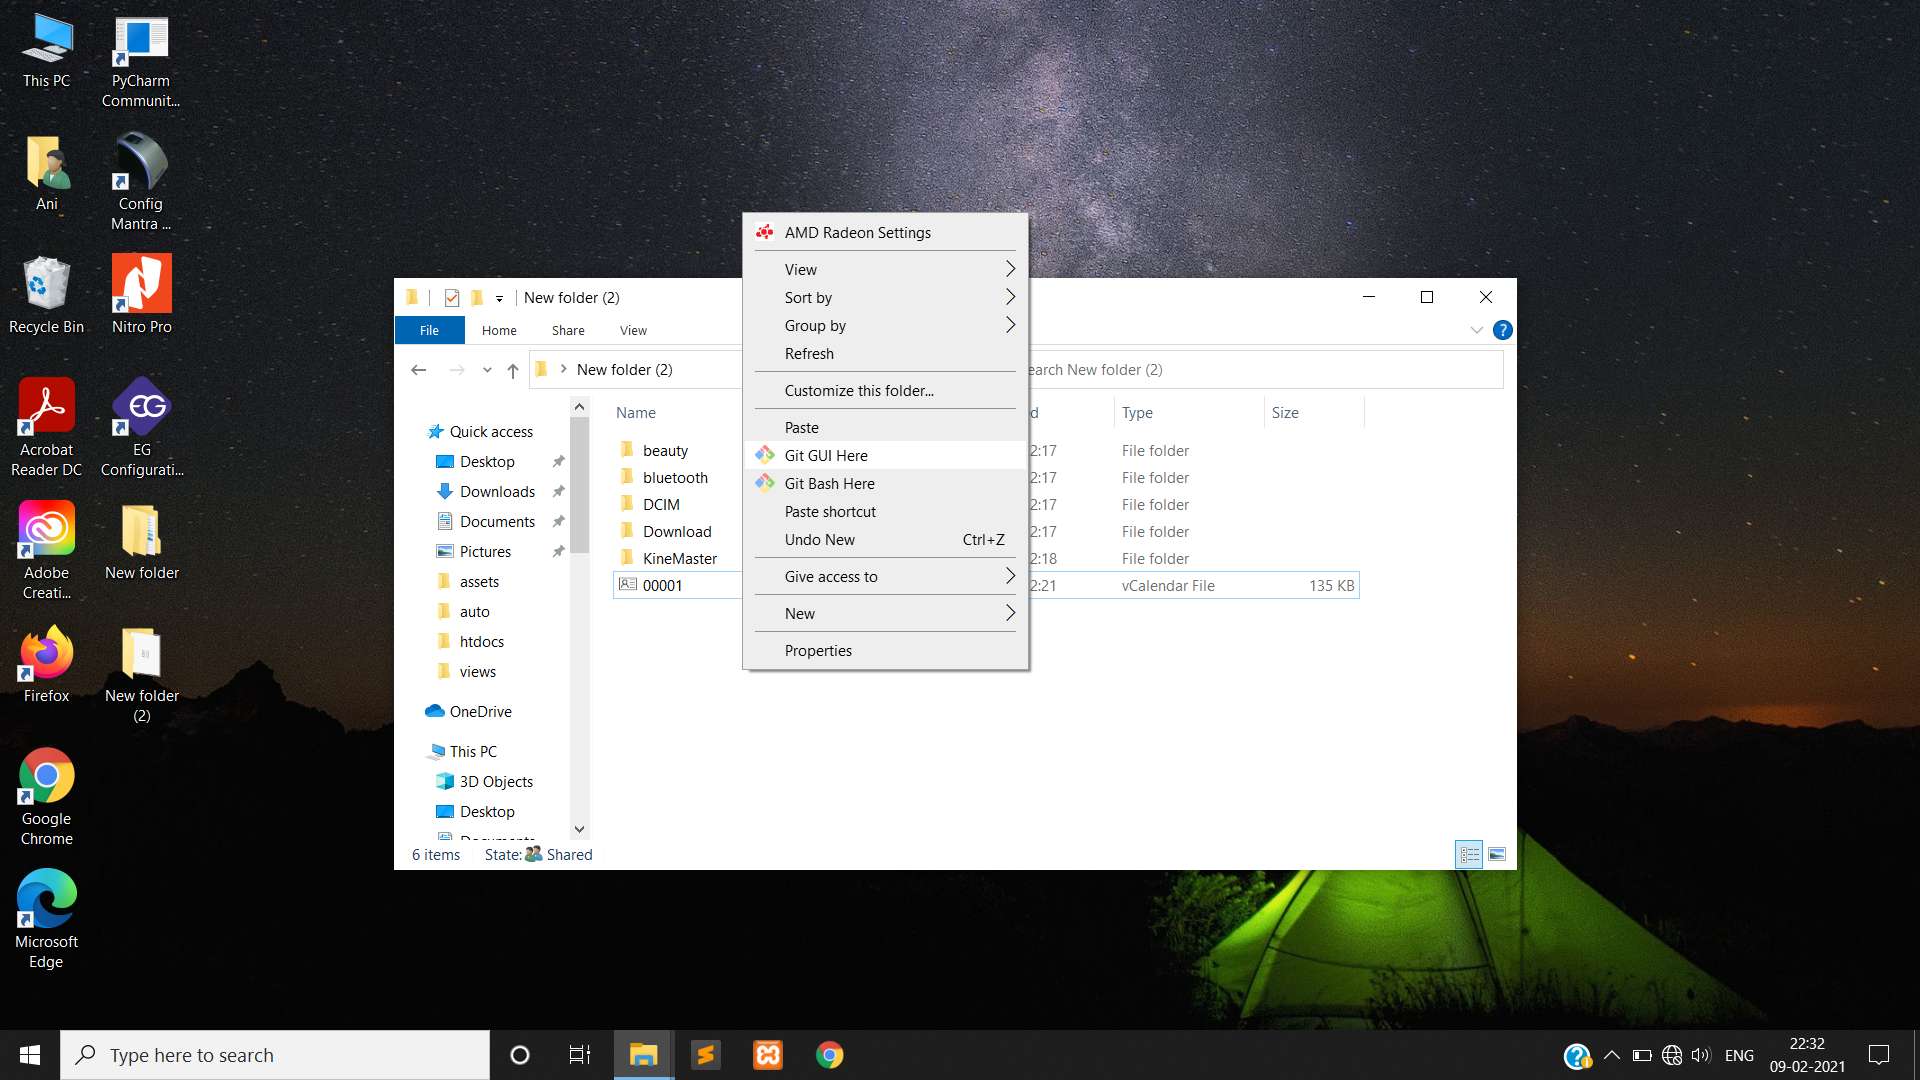 This PC
PyCharm
Communit...
Ani
Config
Mantra ...
Recycle Bin
Nitro Pro
Acrobat
Reader DC
EG
EG
Configurati...
Adobe
Creati...
New folder
Firefox
New folder
(2)
Google
Chrome
Microsoft
Edge
New folder (2)
File
Home
Share
View
?
New folder (2)
earch New folder (2)
Quick access
Desktop
Downloads
Documents
Pictures
assets
auto
htdocs
views
OneDrive
This PC
3D Objects
Desktop
Documents
Name
d
Type
Size
beauty
2:17
File folder
bluetooth
2:17
File folder
DCIM
2:17
File folder
Download
2:17
File folder
KineMaster
2:18
File folder
00001
2:21
vCalendar File
135 KB
AMD Radeon Settings
View
Sort by
Group by
Refresh
Customize this folder...
Paste
Git GUI Here
Git Bash Here
Paste shortcut
Undo New
Ctrl+Z
Give access to
New
Properties
6 items
State:
Shared
Type here to search
ENG
22:32
09-02-2021